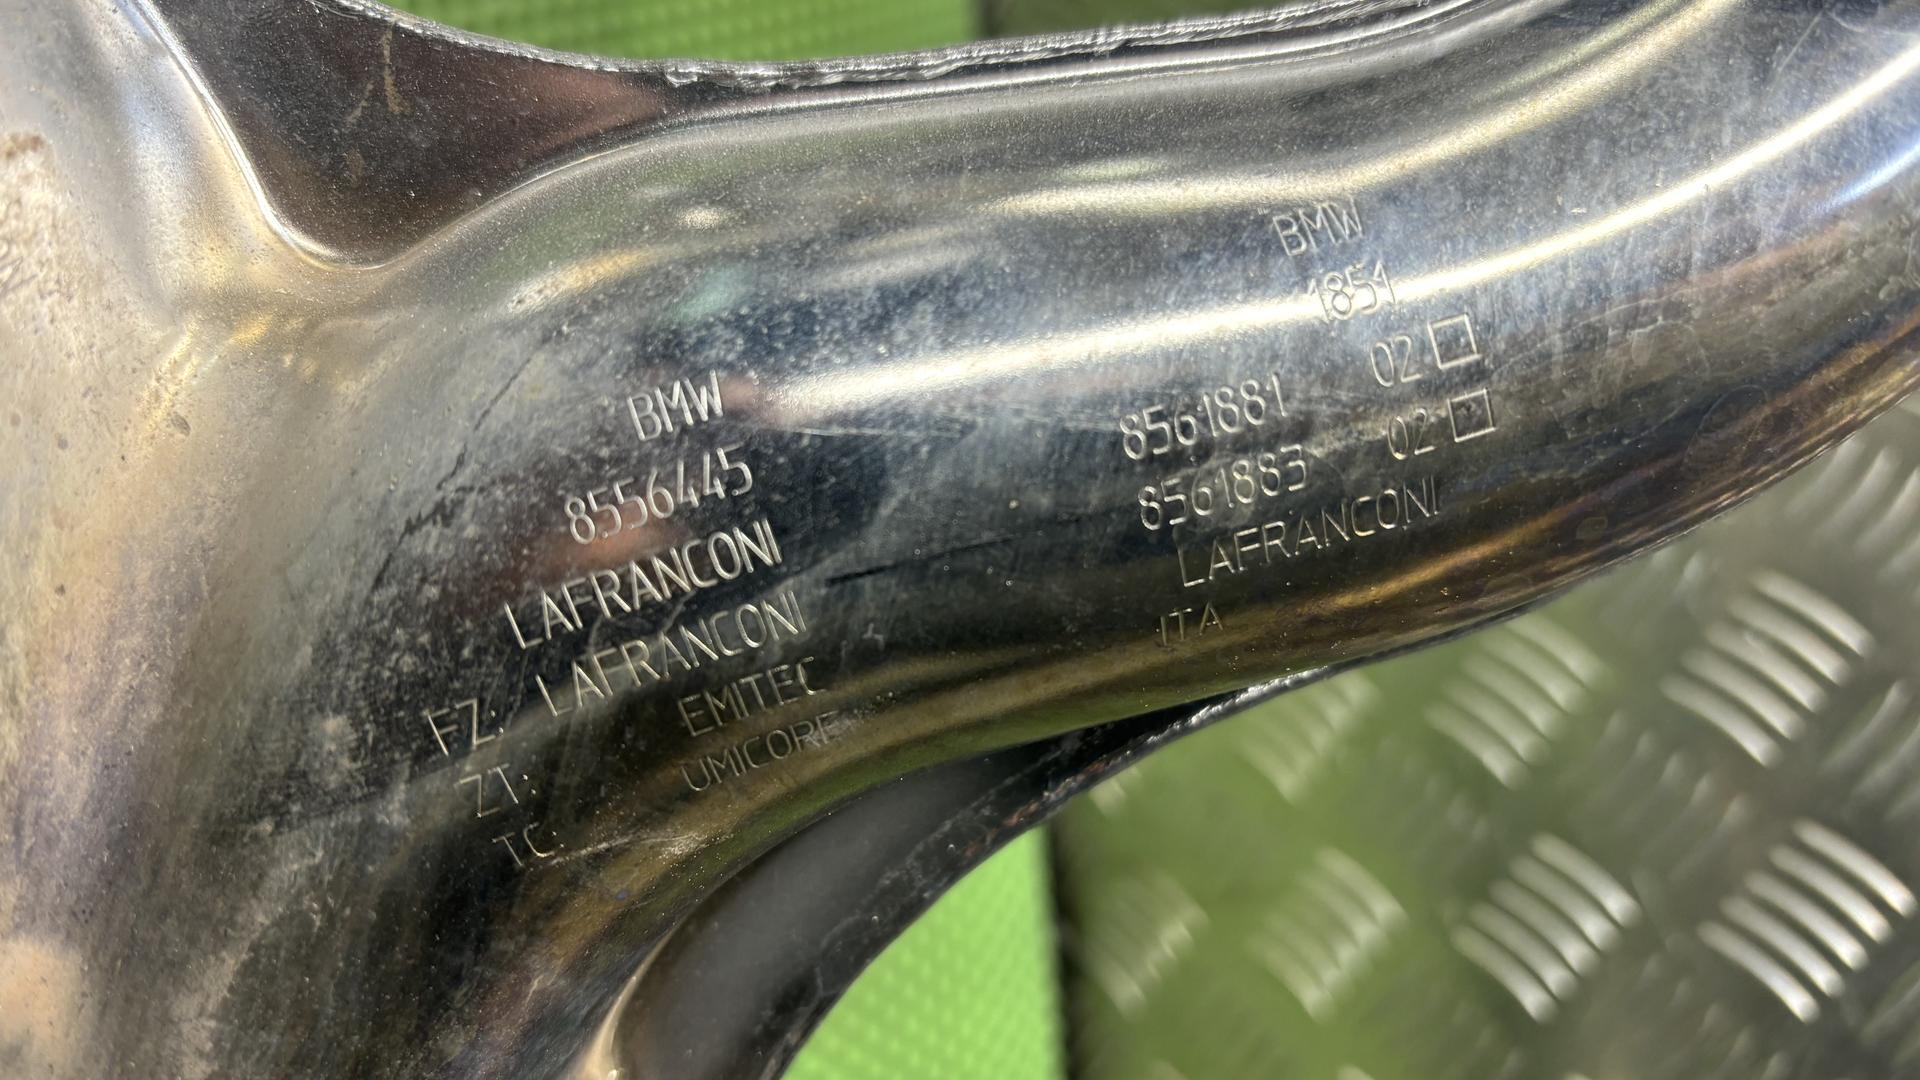 BMW
8556445
LAFRANCONI
FZ: LAFRANCONI
ZT: EMITEC
TC: UMICORE
BMW
1851
8561881 02 □
8561883 02 □
LAFRANCONI
ITA